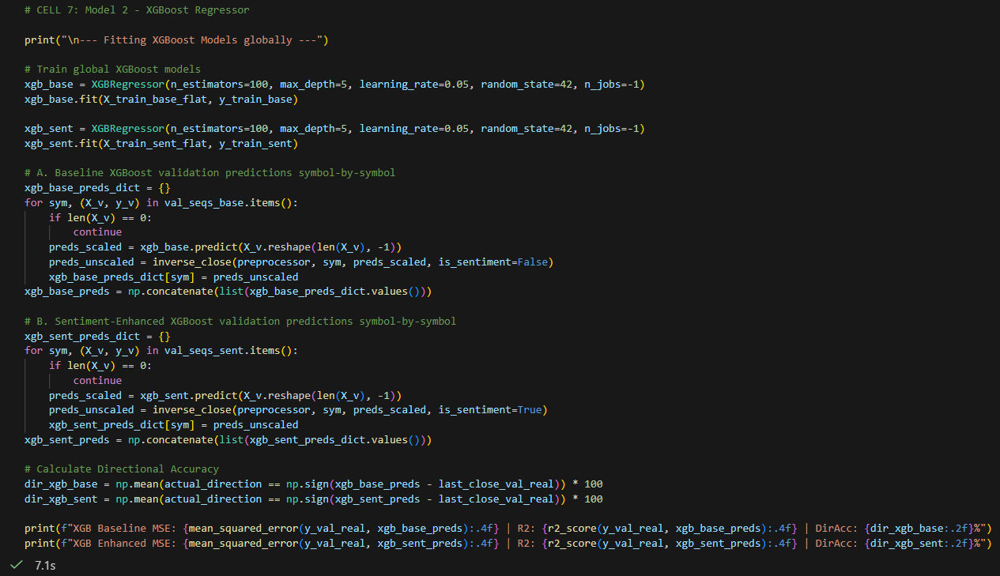 # CELL 7: Model 2 - XGBoost Regressor
print("\n--- Fitting XGBoost Models globally ---")
# Train global XGBoost models
xgb_base = XGBRegressor(n_estimators=100, max_depth=5, learning_rate=0.05, random_state=42, n_jobs=-1)
xgb_base.fit(X_train_base_flat, y_train_base)
xgb_sent = XGBRegressor(n_estimators=100, max_depth=5, learning_rate=0.05, random_state=42, n_jobs=-1)
xgb_sent.fit(X_train_sent_flat, y_train_sent)
# A. Baseline XGBoost validation predictions symbol-by-symbol
xgb_base_preds_dict = {}
for sym, (X_v, y_v) in val_seqs_base.items():
    if len(X_v) == 0:
        continue
    preds_scaled = xgb_base.predict(X_v.reshape(len(X_v), -1))
    preds_unscaled = inverse_close(preprocessor, sym, preds_scaled, is_sentiment=False)
    xgb_base_preds_dict[sym] = preds_unscaled
xgb_base_preds = np.concatenate(list(xgb_base_preds_dict.values()))
# B. Sentiment-Enhanced XGBoost validation predictions symbol-by-symbol
xgb_sent_preds_dict = {}
for sym, (X_v, y_v) in val_seqs_sent.items():
    if len(X_v) == 0:
        continue
    preds_scaled = xgb_sent.predict(X_v.reshape(len(X_v), -1))
    preds_unscaled = inverse_close(preprocessor, sym, preds_scaled, is_sentiment=True)
    xgb_sent_preds_dict[sym] = preds_unscaled
xgb_sent_preds = np.concatenate(list(xgb_sent_preds_dict.values()))
# Calculate Directional Accuracy
dir_xgb_base = np.mean(actual_direction == np.sign(xgb_base_preds - last_close_val_real)) * 100
dir_xgb_sent = np.mean(actual_direction == np.sign(xgb_sent_preds - last_close_val_real)) * 100
print(f"XGB Baseline MSE: {mean_squared_error(y_val_real, xgb_base_preds):.4f} | R2: {r2_score(y_val_real, xgb_base_preds):.4f} | DirAcc: {dir_xgb_base:.2f}%")
print(f"XGB Enhanced MSE: {mean_squared_error(y_val_real, xgb_sent_preds):.4f} | R2: {r2_score(y_val_real, xgb_sent_preds):.4f} | DirAcc: {dir_xgb_sent:.2f}%")
7.1s